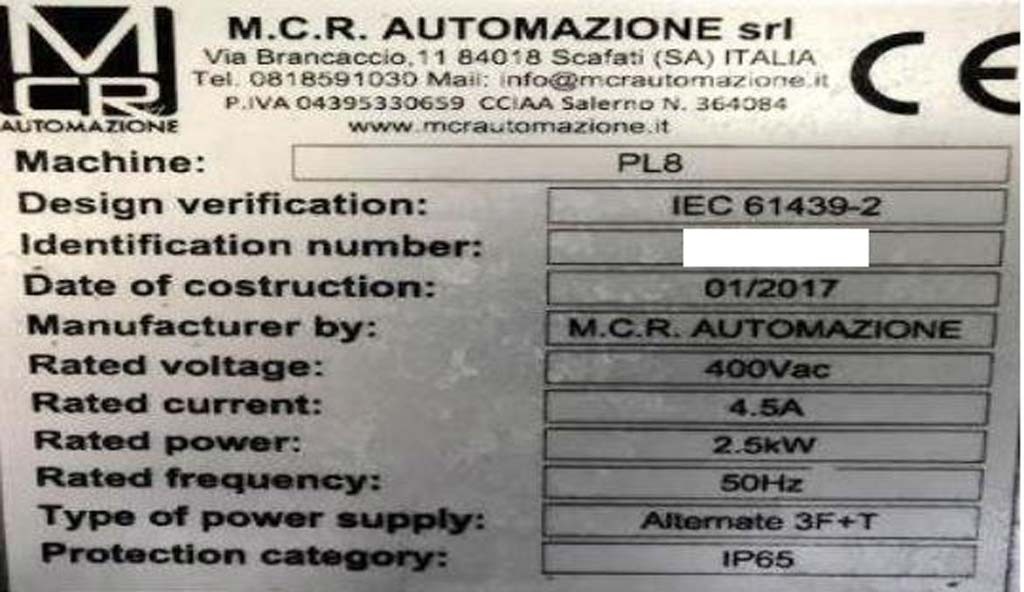 MCR
AUTOMAZIONE
M.C.R. AUTOMAZIONE srl
Via Brancaccio,11 84018 Scafati (SA) ITALIA
Tel. 0818591030 Mail: info@mcrautomazione.it
P.IVA 04395330659 CCIAA Salerno N. 364084
www.mcrautomazione.it
CE
Machine: PL8
Design verification: IEC 61439-2
Identification number:
Date of costruction: 01/2017
Manufacturer by: M.C.R. AUTOMAZIONE
Rated voltage: 400Vac
Rated current: 4.5A
Rated power: 2.5kW
Rated frequency: 50Hz
Type of power supply: Alternate 3F+T
Protection category: IP65